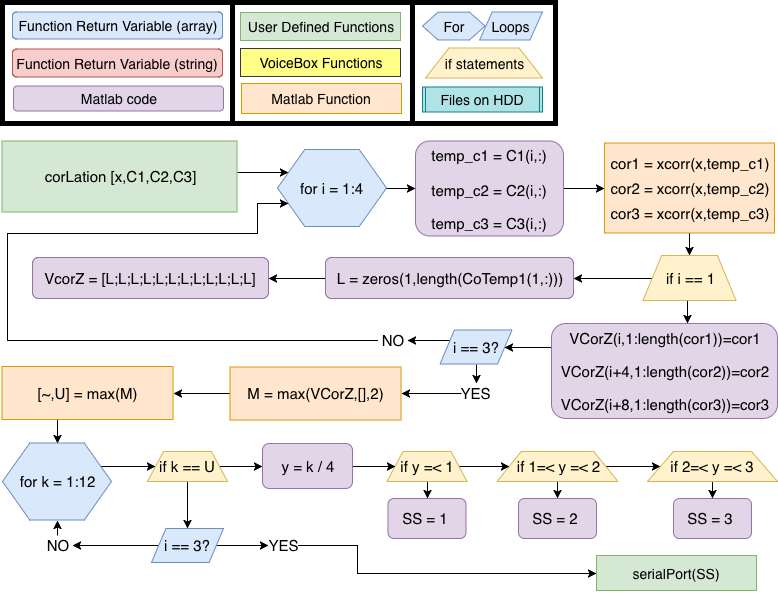 Function Return Variable (array)
Function Return Variable (string)
Matlab code
User Defined Functions
VoiceBox Functions
Matlab Function
For
Loops
if statements
Files on HDD
corLation [x,C1,C2,C3]
for i = 1:4
temp_c1 = C1(i,:)
temp_c2 = C2(i,:)
temp_c3 = C3(i,:)
cor1 = xcorr(x,temp_c1)
cor2 = xcorr(x,temp_c2)
cor3 = xcorr(x,temp_c3)
VcorZ = [L;L;L;L;L;L;L;L;L;L;L;L]
L = zeros(1,length(CoTemp1(1,:)))
if i == 1
NO
i == 3?
VCorZ(i,1:length(cor1))=cor1
VCorZ(i+4,1:length(cor2))=cor2
VCorZ(i+8,1:length(cor3))=cor3
YES
[~,U] = max(M)
M = max(VCorZ,[],2)
for k = 1:12
if k == U
y = k / 4
if y =< 1
if 1=< y =< 2
if 2=< y =< 3
SS = 1
SS = 2
SS = 3
NO
i == 3?
YES
serialPort(SS)